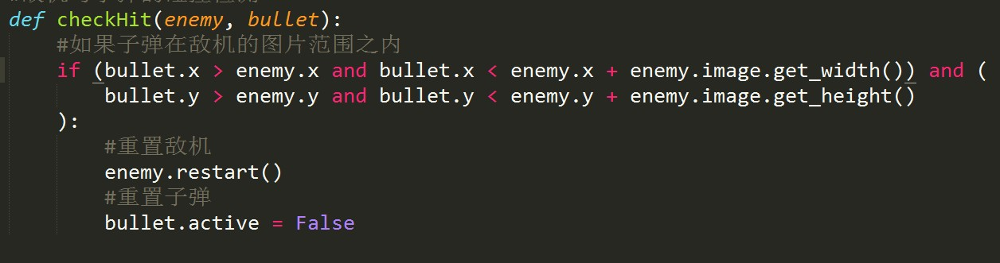 def checkHit(enemy, bullet):
    #如果子弹在敌机的图片范围之内
    if (bullet.x > enemy.x and bullet.x < enemy.x + enemy.image.get_width()) and (
        bullet.y > enemy.y and bullet.y < enemy.y + enemy.image.get_height()
    ):
        #重置敌机
        enemy.restart()
        #重置子弹
        bullet.active = False